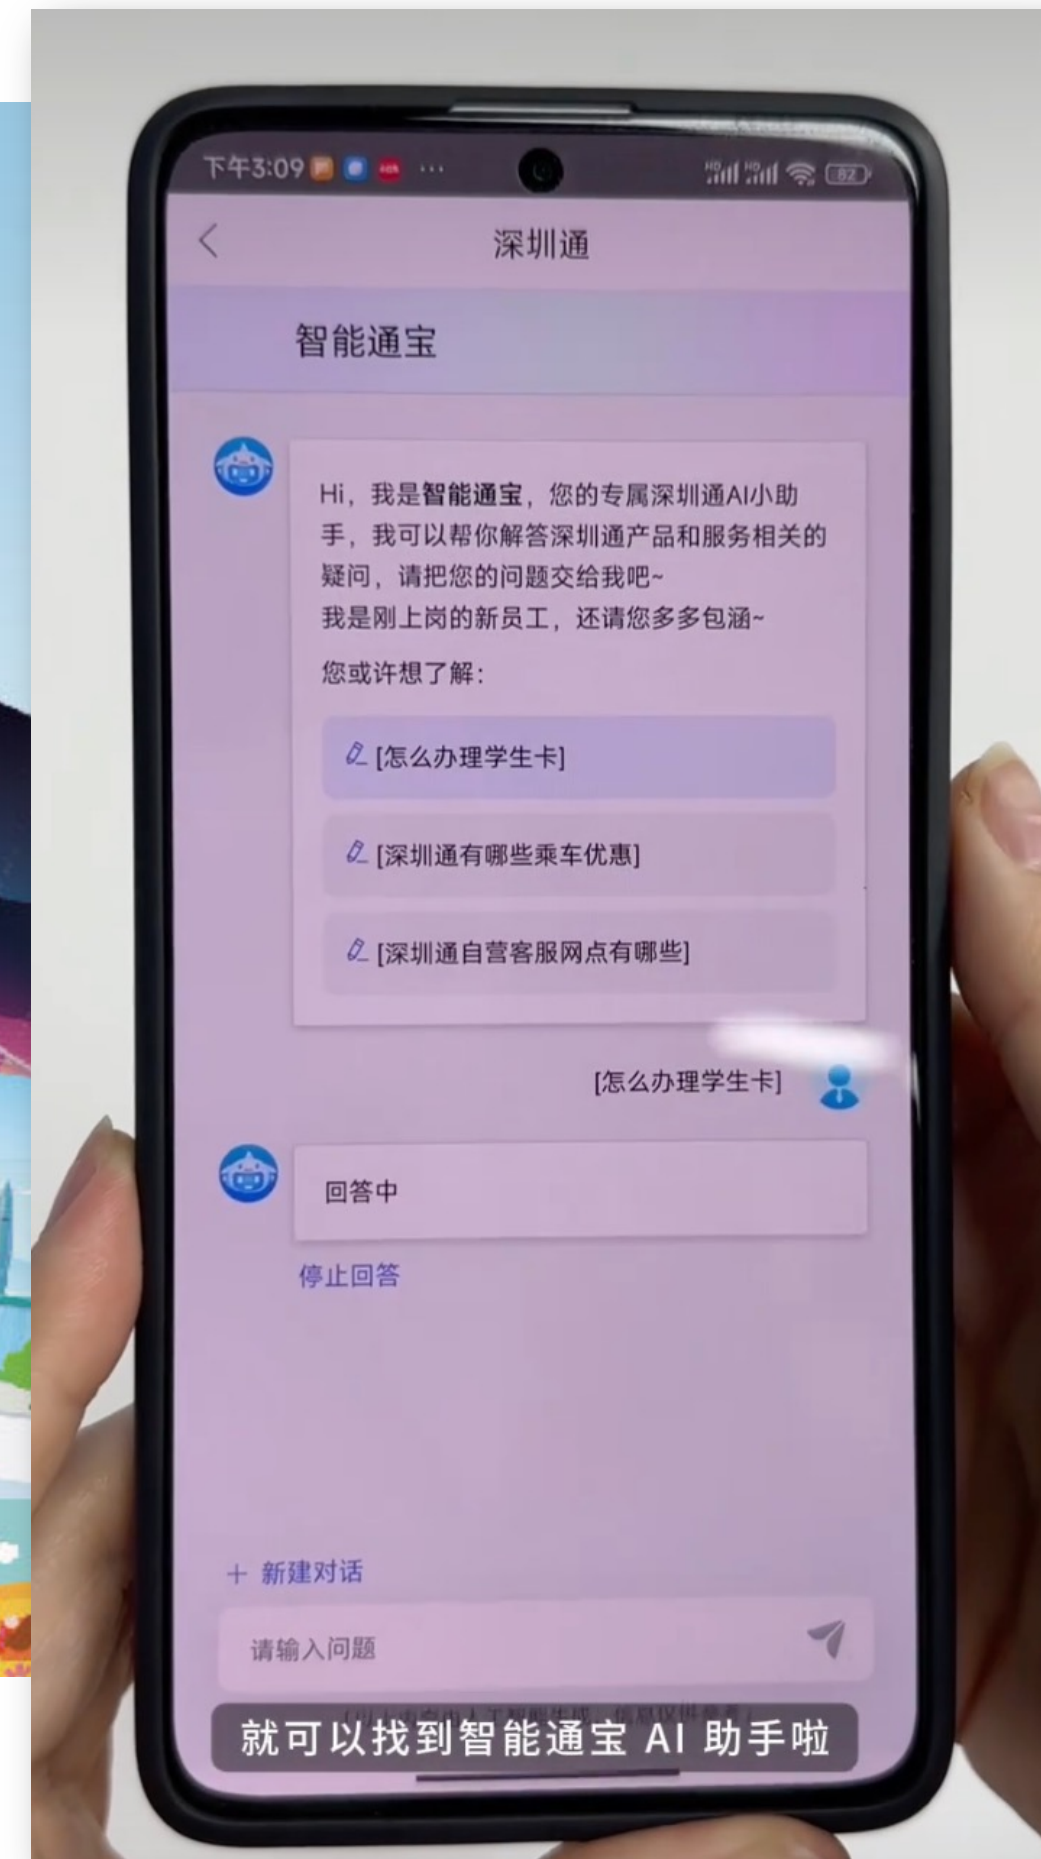 下午3:09
82
深圳通
智能通宝
Hi，我是智能通宝，您的专属深圳通AI小助
手，我可以帮你解答深圳通产品和服务相关的
疑问，请把您的问题交给我吧~
我是刚上岗的新员工，还请您多多包涵~
您或许想了解：
[怎么办理学生卡]
[深圳通有哪些乘车优惠]
[深圳通自营客服网点有哪些]
[怎么办理学生卡]
回答中
停止回答
+ 新建对话
请输入问题
就可以找到智能通宝 AI 助手啦